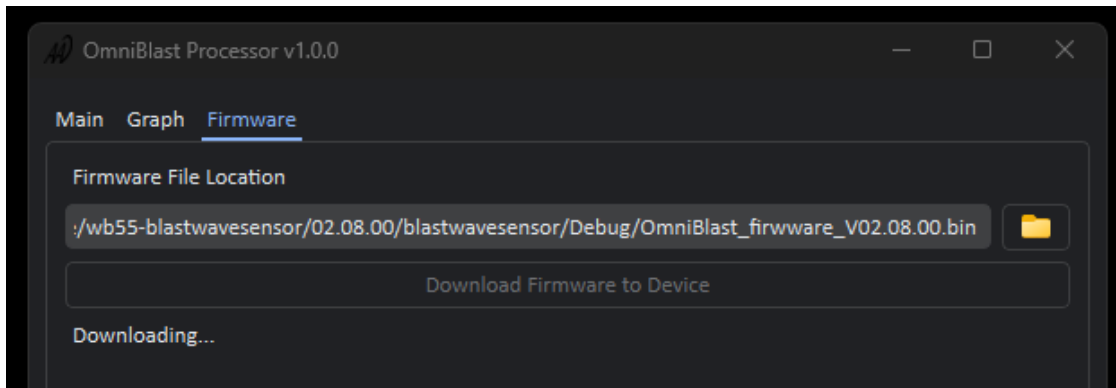 OmniBlast Processor v1.0.0
Main Graph Firmware
Firmware File Location
:/wb55-blastwavesensor/02.08.00/blastwavesensor/Debug/OmniBlast_firwware_V02.08.00.bin
Download Firmware to Device
Downloading...